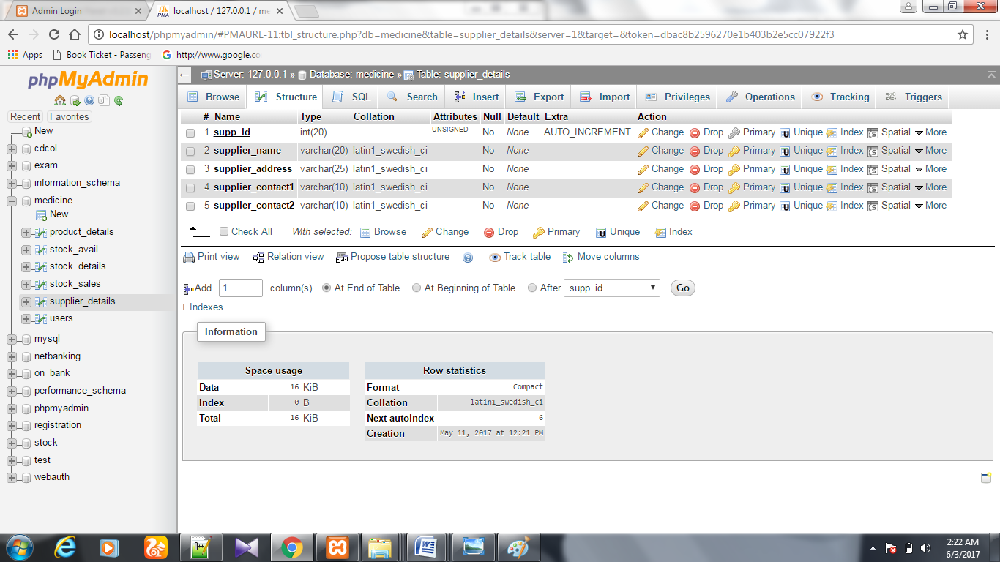 Admin Login
localhost / 127.0.0.1 / me
localhost/phpmyadmin/#PMAURL-11:tbl_structure.php?db=medicine&table=supplier_details&server=1&target=&token=dbac8b2596270e1b403b2e5cc07922f3
Apps Book Ticket - Passeng http://www.google.co
phpMyAdmin
Recent Favorites
New
cdcol
exam
information_schema
medicine
New
product_details
stock_avail
stock_details
stock_sales
supplier_details
users
mysql
netbanking
on_bank
performance_schema
phpmyadmin
registration
stock
test
webauth
Server: 127.0.0.1 » Database: medicine » Table: supplier_details
Browse Structure SQL Search Insert Export Import Privileges Operations Tracking Triggers
# Name Type Collation Attributes Null Default Extra Action
1 supp_id int(20) UNSIGNED No None AUTO_INCREMENT Change Drop Primary Unique Index Spatial More
2 supplier_name varchar(20) latin1_swedish_ci No None Change Drop Primary Unique Index Spatial More
3 supplier_address varchar(25) latin1_swedish_ci No None Change Drop Primary Unique Index Spatial More
4 supplier_contact1 varchar(10) latin1_swedish_ci No None Change Drop Primary Unique Index Spatial More
5 supplier_contact2 varchar(10) latin1_swedish_ci No None Change Drop Primary Unique Index Spatial More
Check All With selected: Browse Change Drop Primary Unique Index
Print view Relation view Propose table structure Track table Move columns
Add 1 column(s) At End of Table At Beginning of Table After supp_id Go
+ Indexes
Information
Space usage
Data 16 KiB
Index 0 B
Total 16 KiB
Row statistics
Format Compact
Collation latin1_swedish_ci
Next autoindex 6
Creation May 11, 2017 at 12:21 PM
2:22 AM
6/3/2017